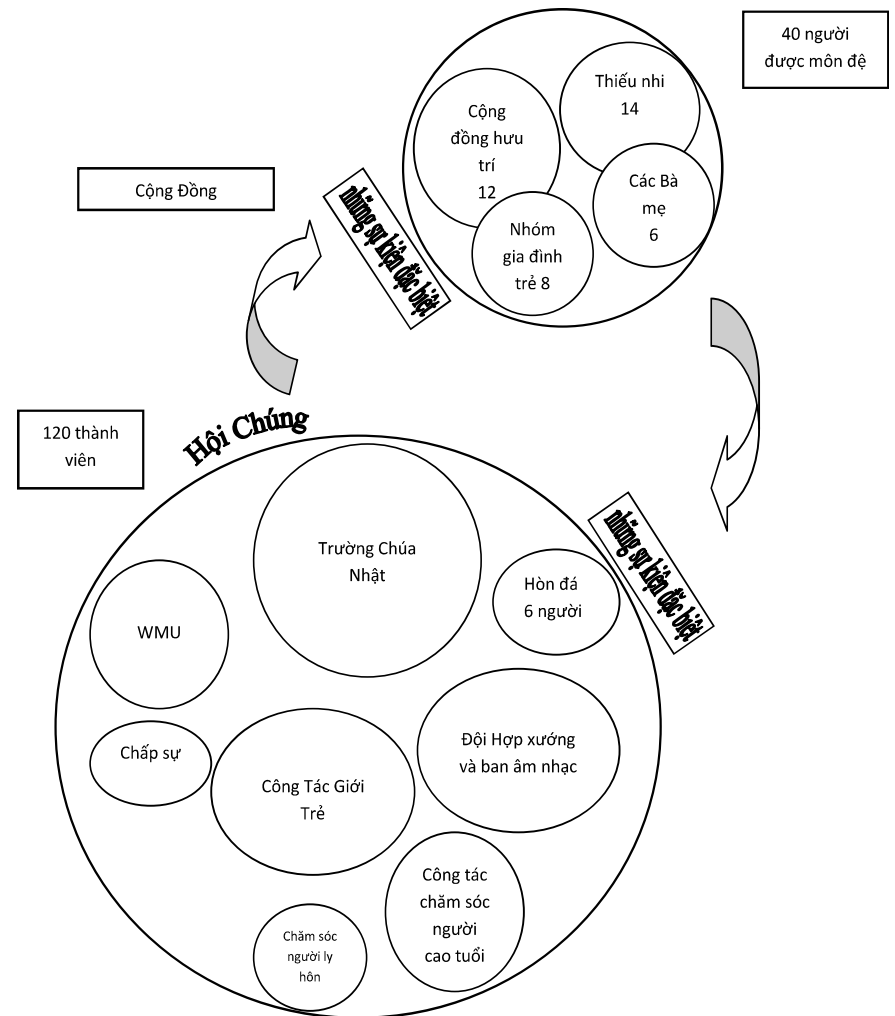 40 người
được môn đệ
Thiếu nhi
14
Cộng
đồng hưu
trí
12
Các Bà
mẹ
6
Nhóm
gia đình
trẻ 8
Cộng Đồng
những sự kiện đặc biệt
120 thành
viên
Hội Chúng
những sự kiện đặc biệt
Trường Chúa
Nhật
Hòn đá
6 người
WMU
Chấp sự
Đội Hợp xướng
và ban âm nhạc
Công Tác Giới
Trẻ
Công tác
chăm sóc
người
cao tuổi
Chăm sóc
người ly
hôn